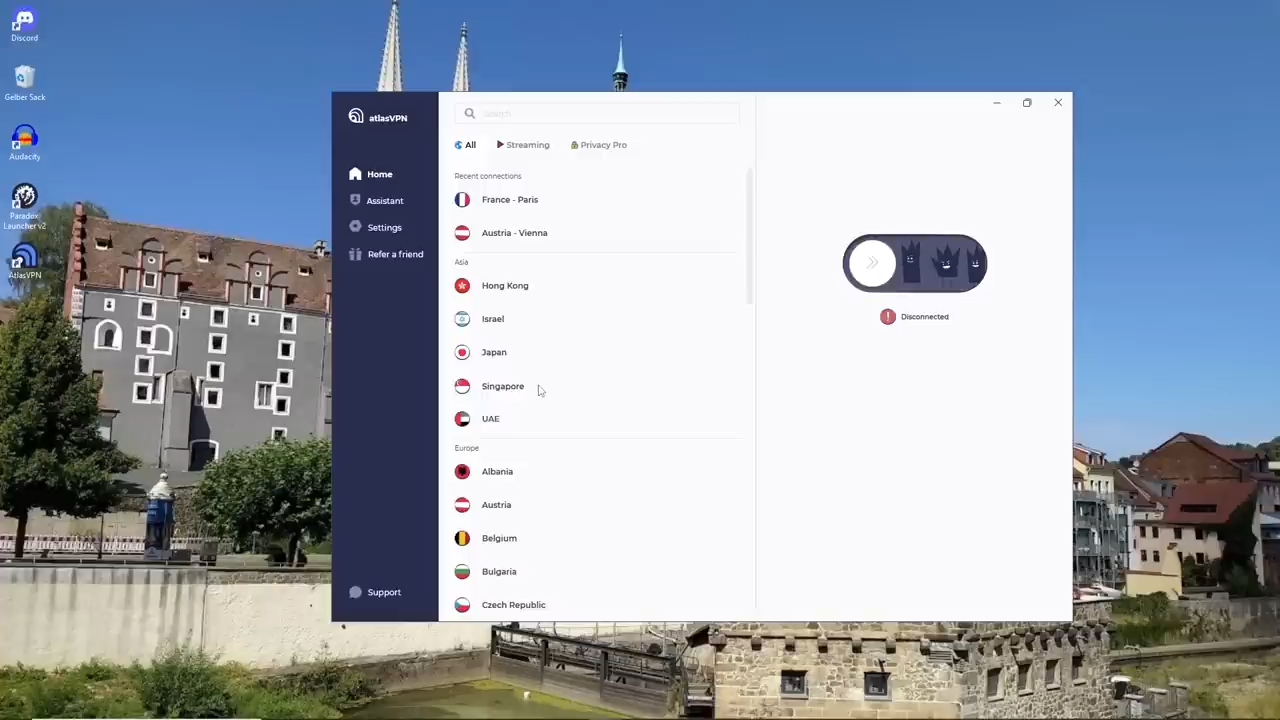 Discord
Gelber Sack
Audacity
Paradox
Launcher v2
AtlasVPN
atlasVPN
Home
Assistant
Settings
Refer a friend
Support
Search
All
Streaming
Privacy Pro
Recent connections
France - Paris
Austria - Vienna
Asia
Hong Kong
Israel
Japan
Singapore
UAE
Europe
Albania
Austria
Belgium
Bulgaria
Czech Republic
Disconnected